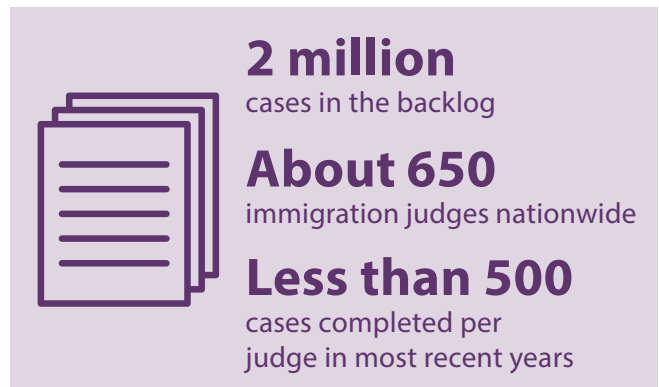 2 million
cases in the backlog
About 650
immigration judges nationwide
Less than 500
cases completed per
judge in most recent years